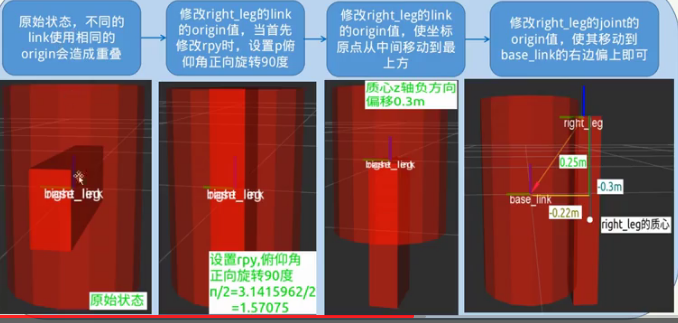 原始状态，不同的
link使用相同的
origin会造成重叠
修改right_leg的link
的origin值，当首先
修改rpy时，设置p俯
仰角正向旋转90度
修改right_leg的link
的origin值，使坐标
原点从中间移动到最
上方
修改right_leg的joint的
origin值，使其移动到
base_link的右边偏上即可
原始状态
设置rpy,俯仰角
正向旋转90度
π/2=3.1415962/2
=1.57075
质心z轴负方向
偏移0.3m
right_leg
0.25m
-0.3m
base_link
-0.22m
right_leg的质心